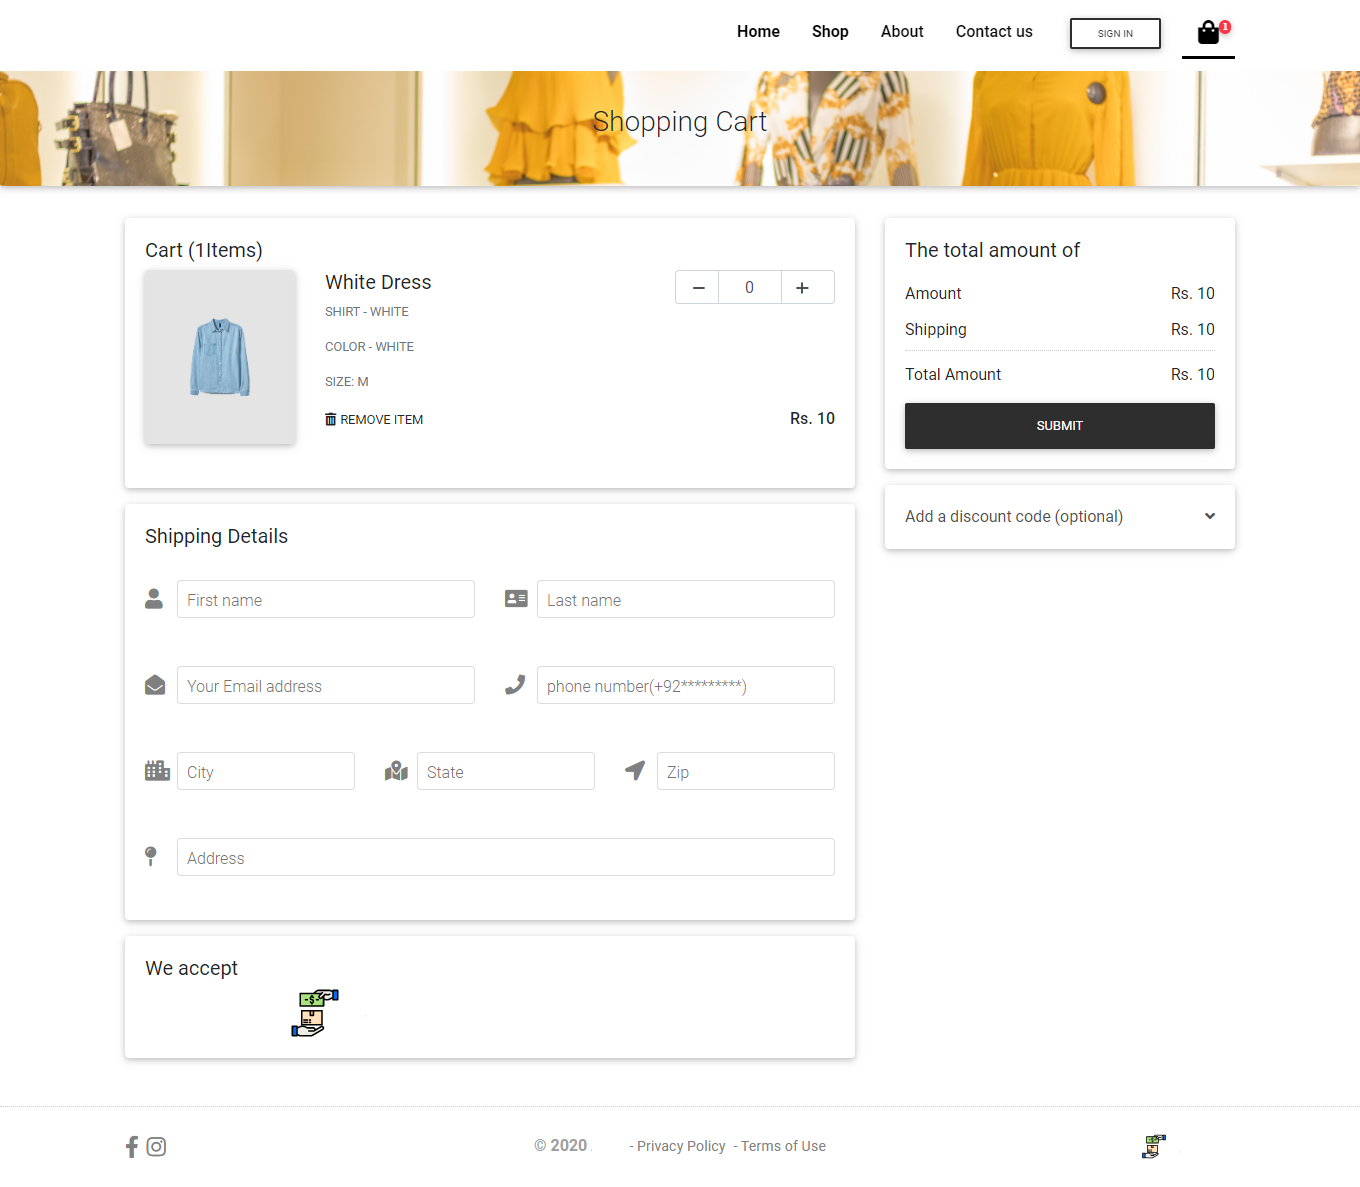 Home Shop About Contact us SIGN IN 1
Shopping Cart
Cart (1Items)
White Dress
SHIRT - WHITE
COLOR - WHITE
SIZE: M
REMOVE ITEM
Rs. 10
0
The total amount of
Amount Rs. 10
Shipping Rs. 10
Total Amount Rs. 10
SUBMIT
Add a discount code (optional)
Shipping Details
First name Last name
Your Email address phone number(+92*********)
City State Zip
Address
We accept
© 2020 . - Privacy Policy - Terms of Use